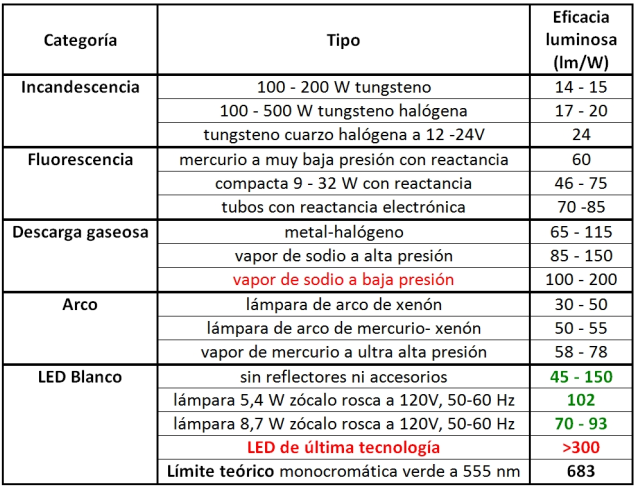 Categoría Tipo Eficacia luminosa (lm/W)
Incandescencia 100 - 200 W tungsteno 14 - 15
100 - 500 W tungsteno halógena 17 - 20
tungsteno cuarzo halógena a 12 -24V 24
Fluorescencia mercurio a muy baja presión con reactancia 60
compacta 9 - 32 W con reactancia 46 - 75
tubos con reactancia electrónica 70 -85
Descarga gaseosa metal-halógeno 65 - 115
vapor de sodio a alta presión 85 - 150
vapor de sodio a baja presión 100 - 200
Arco lámpara de arco de xenón 30 - 50
lámpara de arco de mercurio- xenón 50 - 55
vapor de mercurio a ultra alta presión 58 - 78
LED Blanco sin reflectores ni accesorios 45 - 150
lámpara 5,4 W zócalo rosca a 120V, 50-60 Hz 102
lámpara 8,7 W zócalo rosca a 120V, 50-60 Hz 70 - 93
LED de última tecnología >300
Límite teórico monocromática verde a 555 nm 683